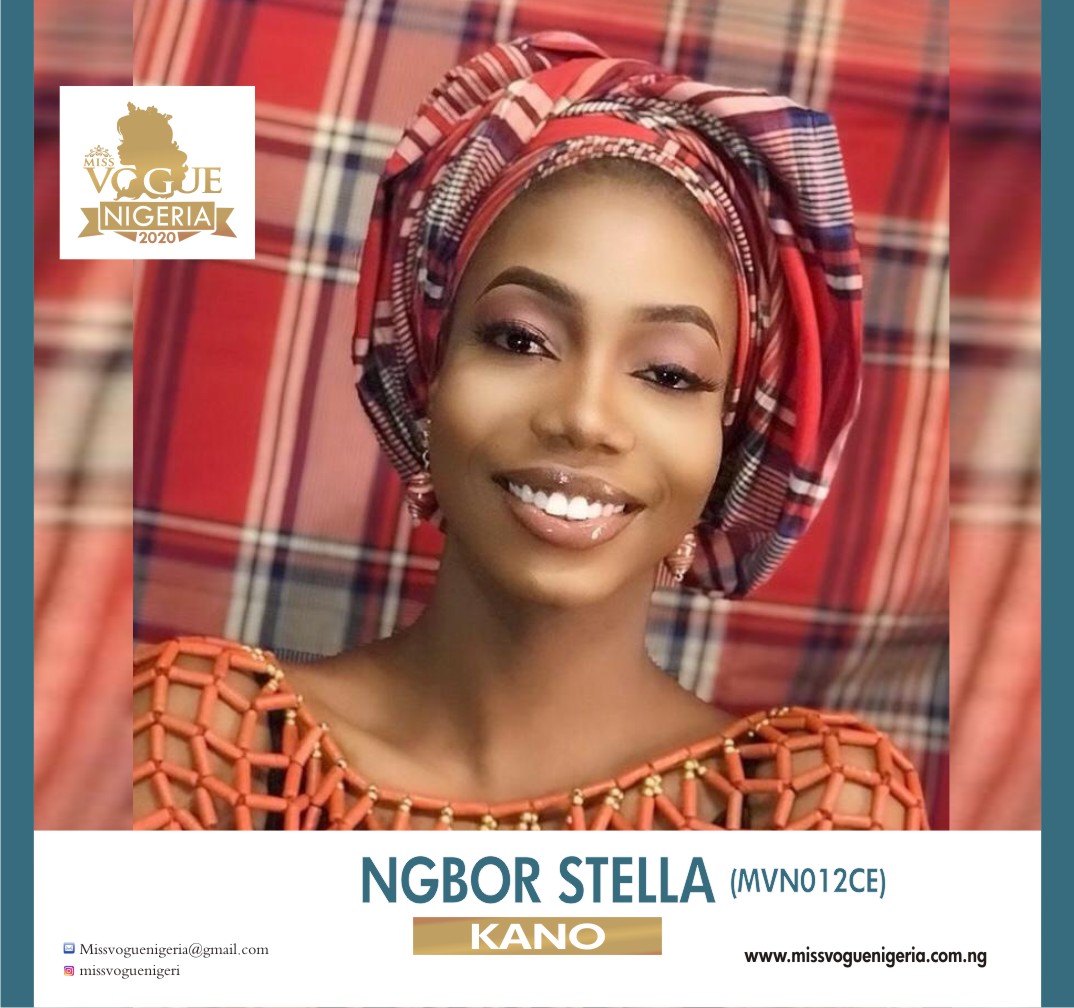 MISS
VOGUE
NIGERIA
2020
NGBOR STELLA (MVN012CE)
KANO
Missvoguenigeria@gmail.com
missvoguenigeri
www.missvoguenigeria.com.ng